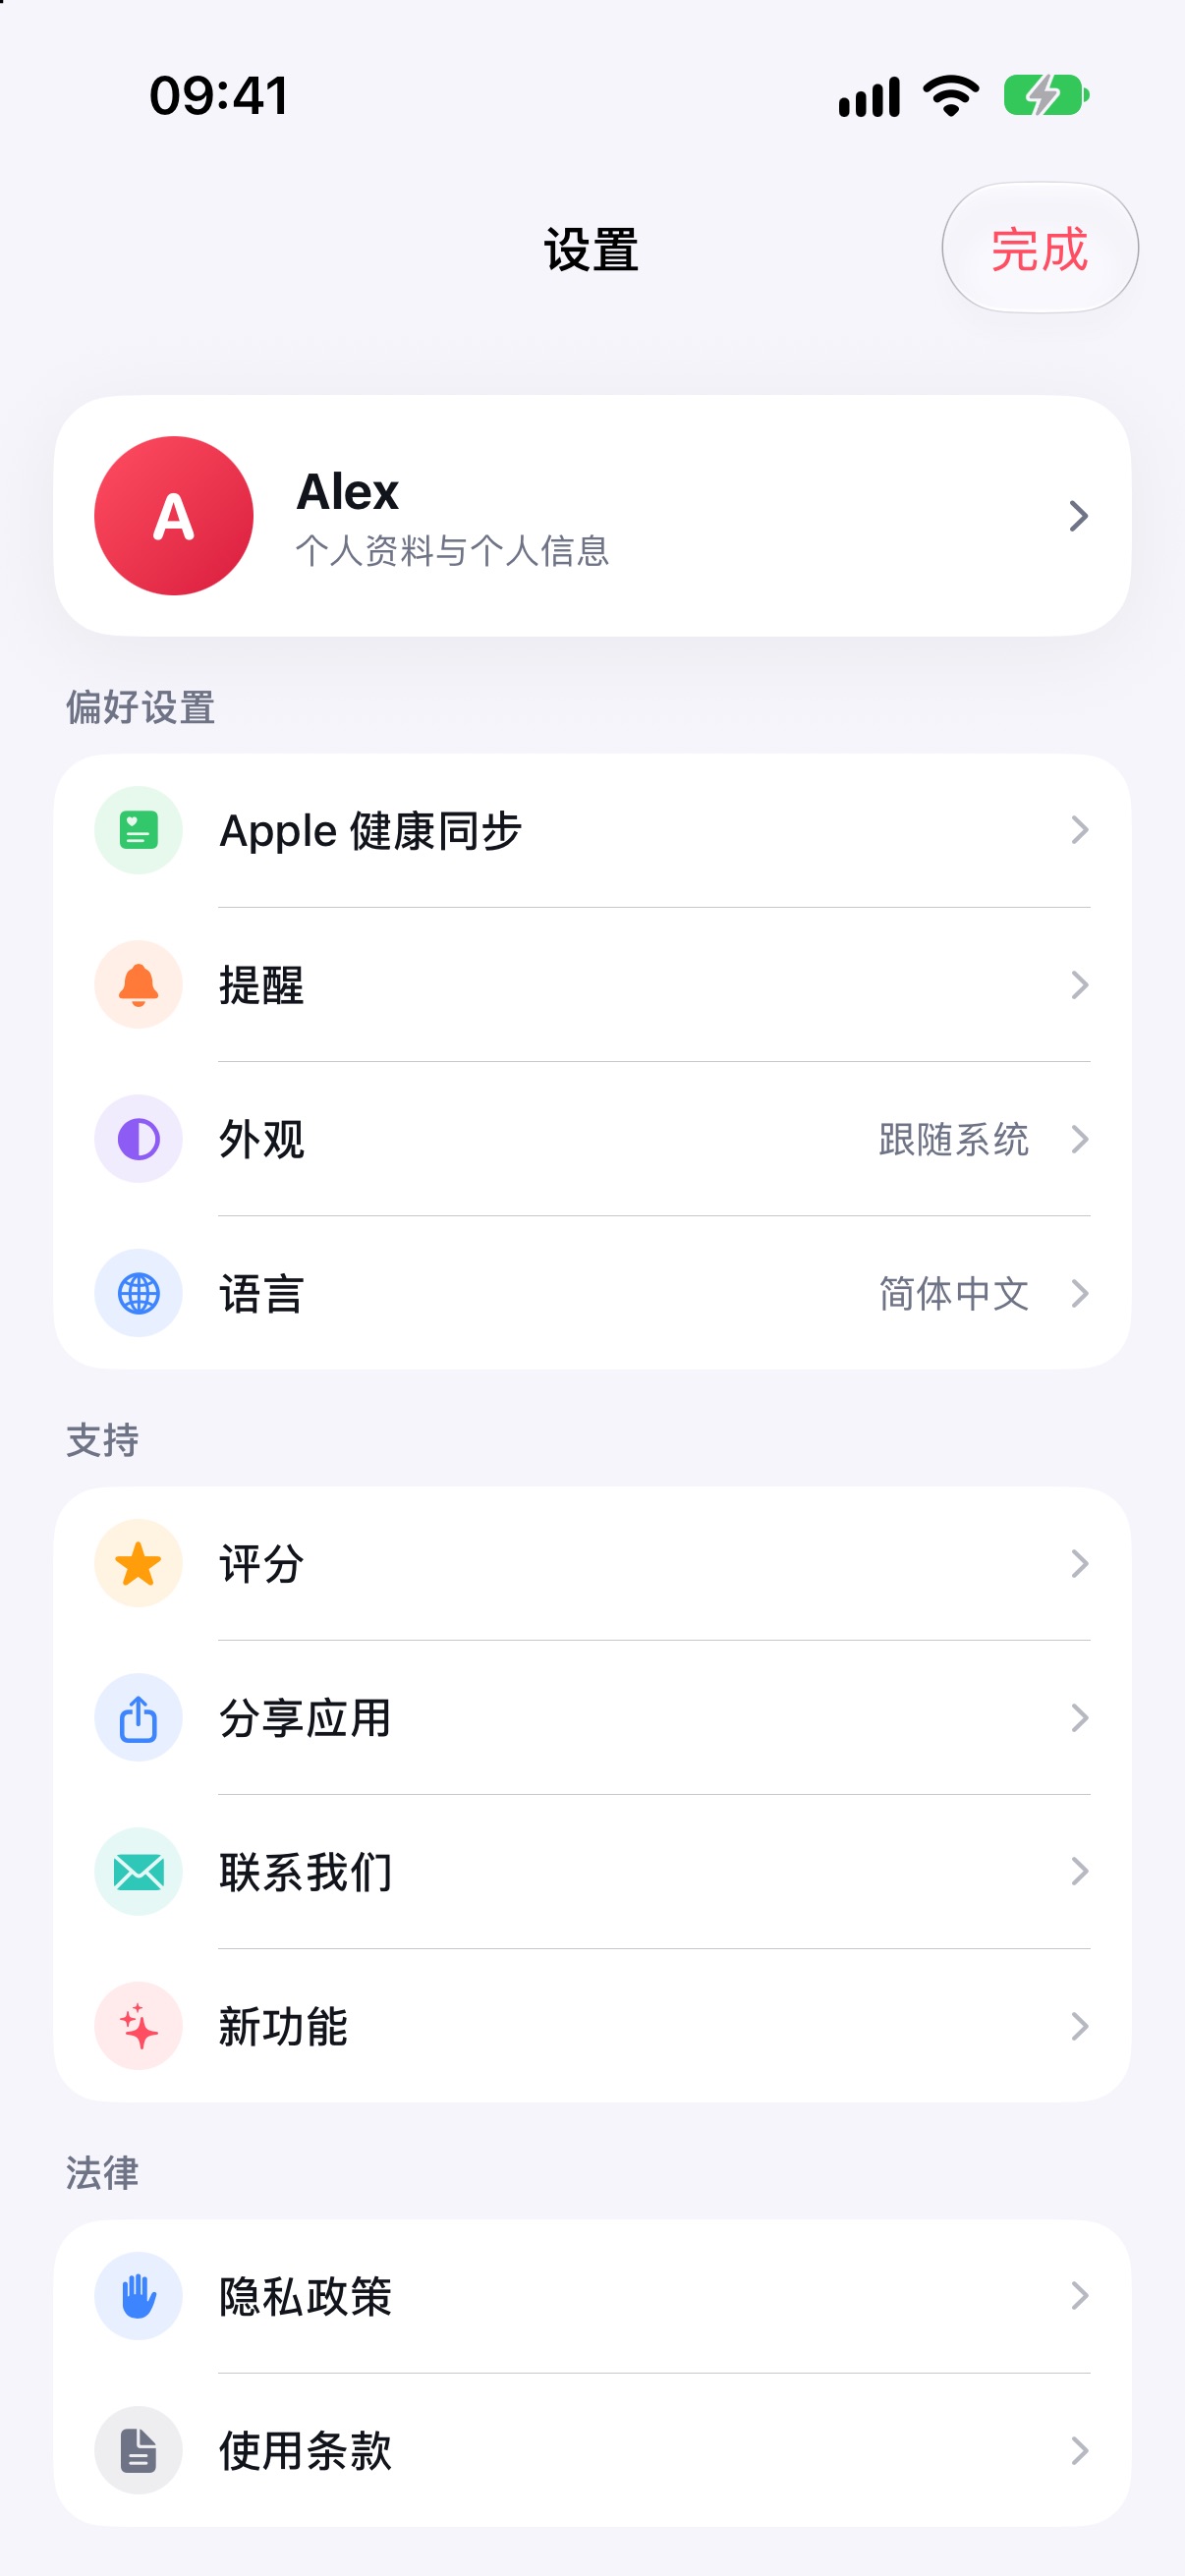 09:41
设置
完成
A
Alex
个人资料与个人信息
偏好设置
Apple 健康同步
提醒
外观
跟随系统
语言
简体中文
支持
评分
分享应用
联系我们
新功能
法律
隐私政策
使用条款